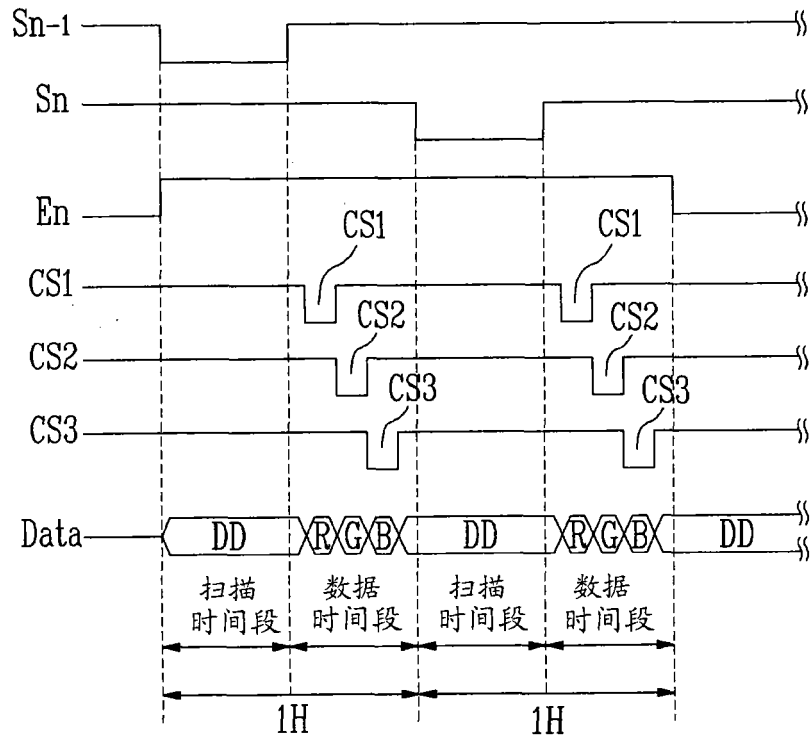 Sn-1
Sn
En
CS1 CS1
CS1
CS2 CS2
CS2
CS3 CS3
CS3
Data DD R G B DD R G B DD
扫描 数据 扫描 数据
时间段 时间段 时间段 时间段
1H 1H